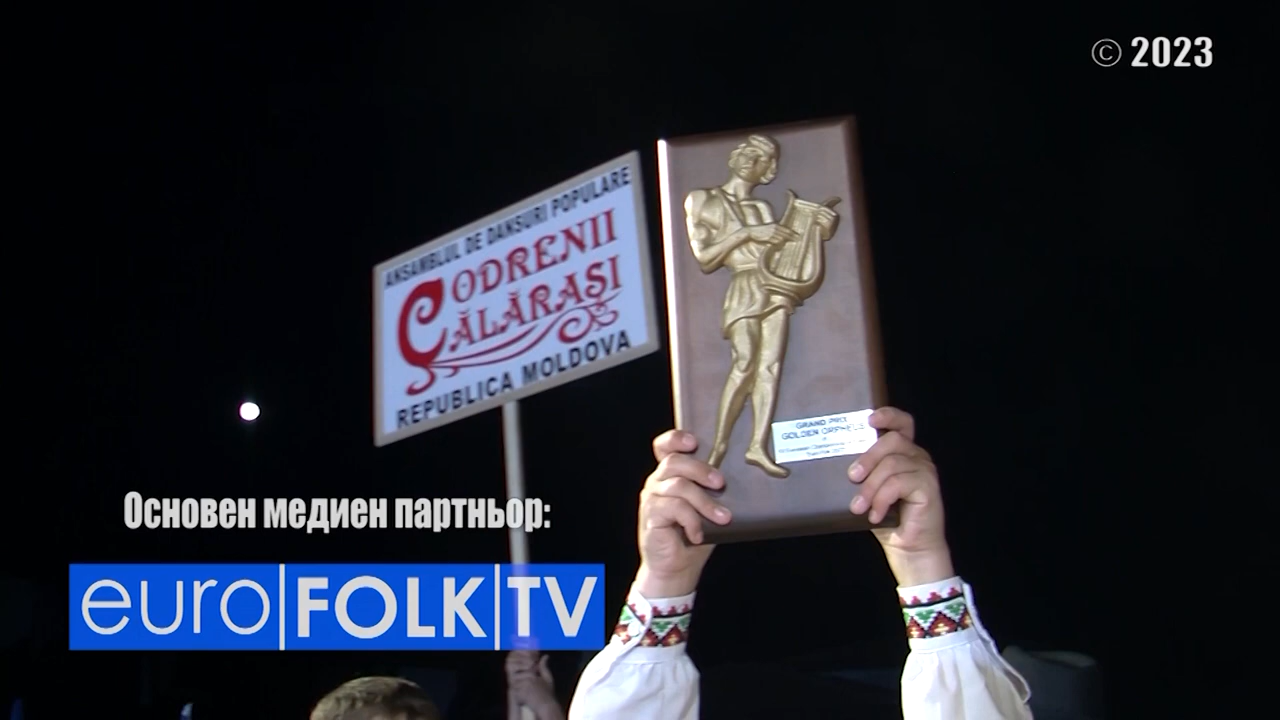 © 2023
ANSAMBLUL DE DANSURI POPULARE
CODRENII
CĂLĂRAȘI
REPUBLICA MOLDOVA
GRAND PRIX
GOLDEN ORPHEUS
Основен медиен партньор:
euro FOLK TV